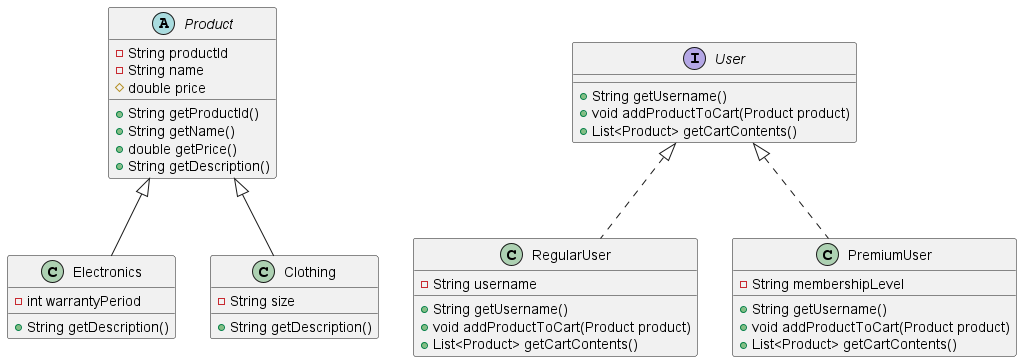 A Product
String productId
String name
double price
String getProductId()
String getName()
double getPrice()
String getDescription()
I User
String getUsername()
void addProductToCart(Product product)
List<Product> getCartContents()
C Electronics
int warrantyPeriod
String getDescription()
C Clothing
String size
String getDescription()
C RegularUser
String username
String getUsername()
void addProductToCart(Product product)
List<Product> getCartContents()
C PremiumUser
String membershipLevel
String getUsername()
void addProductToCart(Product product)
List<Product> getCartContents()